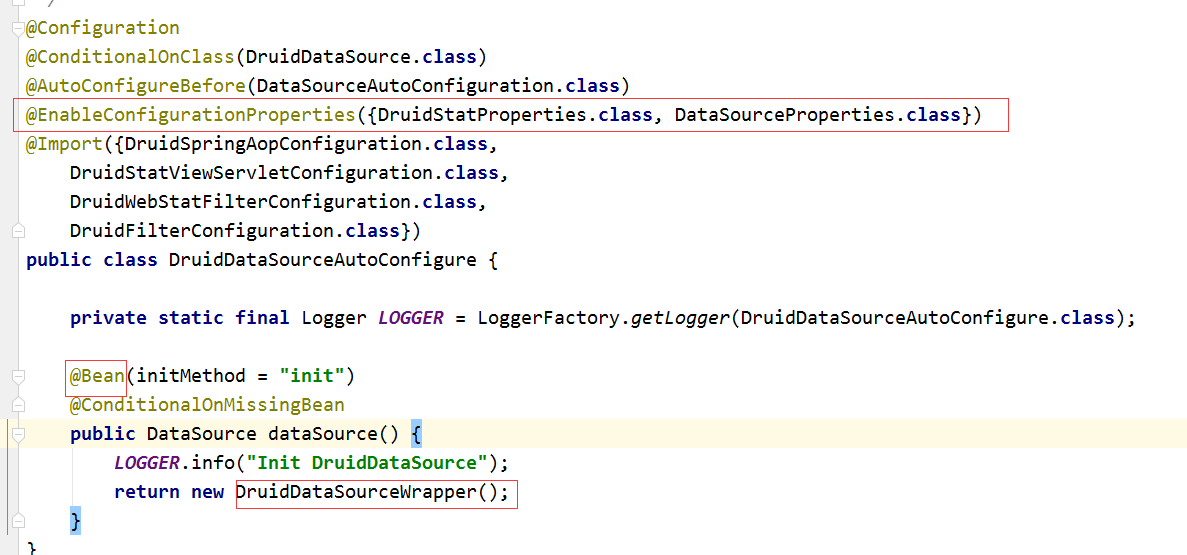 /
@Configuration
@ConditionalOnClass(DruidDataSource.class)
@AutoConfigureBefore(DataSourceAutoConfiguration.class)
@EnableConfigurationProperties({DruidStatProperties.class, DataSourceProperties.class})
@Import({DruidSpringAopConfiguration.class,
    DruidStatViewServletConfiguration.class,
    DruidWebStatFilterConfiguration.class,
    DruidFilterConfiguration.class})
public class DruidDataSourceAutoConfigure {
    private static final Logger LOGGER = LoggerFactory.getLogger(DruidDataSourceAutoConfigure.class);
    @Bean(initMethod = "init")
    @ConditionalOnMissingBean
    public DataSource dataSource() {
        LOGGER.info("Init DruidDataSource");
        return new DruidDataSourceWrapper();
    }
}